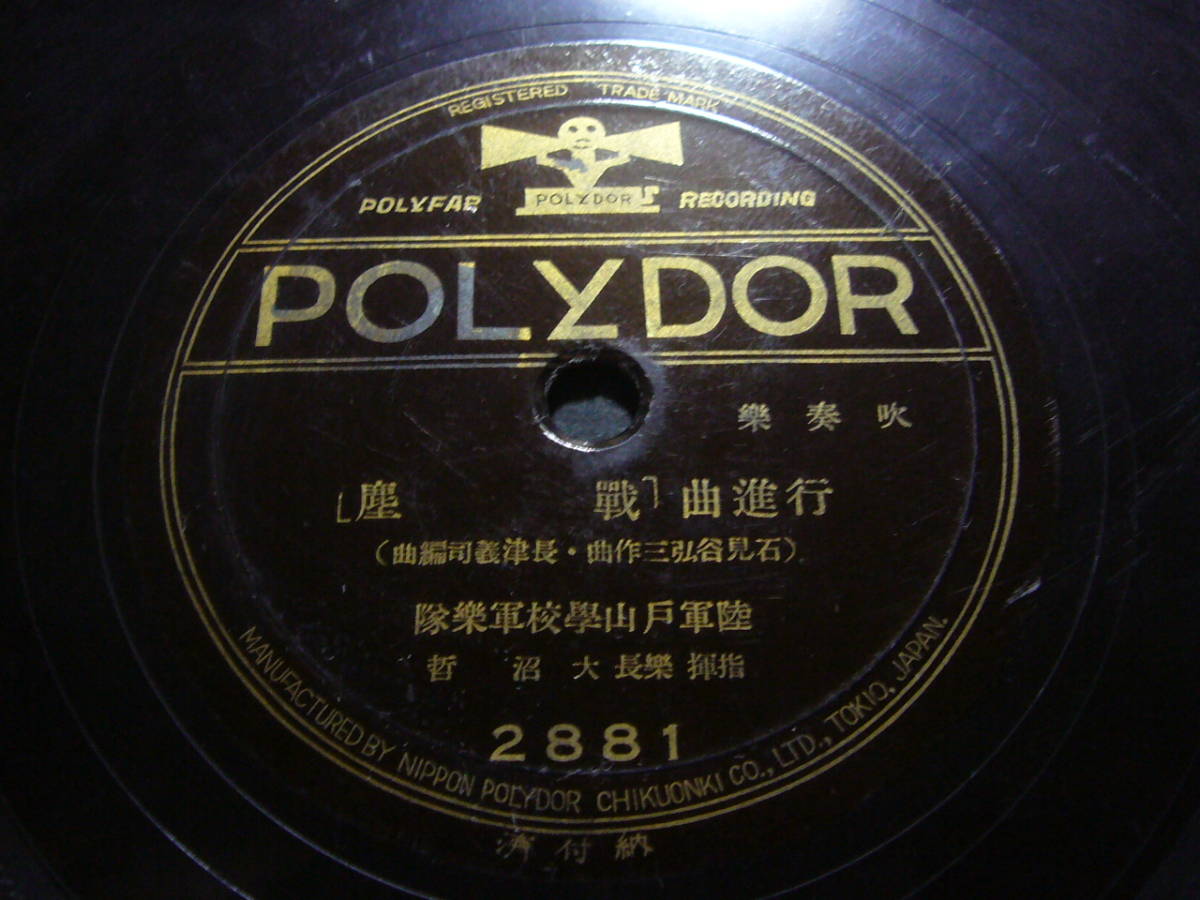 REGISTERED TRADE MARK
POLYFAR POLYDOR'S RECORDING
POLYDOR
吹奏樂
行進曲「戰塵」
(石見谷弘三作曲・長津義司編曲)
陸軍戶山學校軍樂隊
指揮 樂長 大沼哲
2881
MANUFACTURED BY NIPPON POLYDOR CHIKUONKI CO., LTD., TOKIO, JAPAN.
納付濟